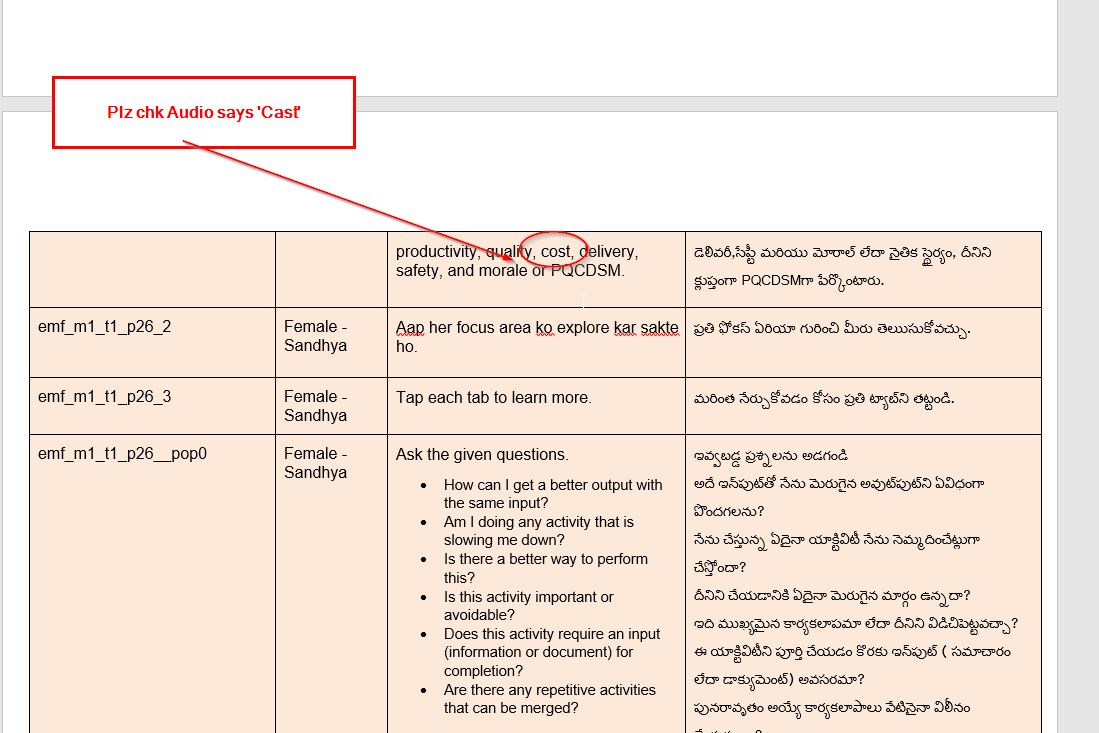 Plz chk Audio says 'Cast'
productivity, quality, cost, delivery,
safety, and morale or PQCDSM.
డెలివరీ,సేఫ్టీ మరియు మోరాల్ లేదా నైతిక స్థైర్యం, దీనిని
క్లుప్తంగా PQCDSMగా పేర్కొంటారు.
emf_m1_t1_p26_2
Female -
Sandhya
Aap her focus area ko explore kar sakte
ho.
ప్రతి ఫోకస్ ఏరియా గురించి మీరు తెలుసుకోవచ్చు.
emf_m1_t1_p26_3
Female -
Sandhya
Tap each tab to learn more.
మరింత నేర్చుకోవడం కోసం ప్రతి ట్యాబ్‌ని తట్టండి.
emf_m1_t1_p26__pop0
Female -
Sandhya
Ask the given questions.
• How can I get a better output with
the same input?
• Am I doing any activity that is
slowing me down?
• Is there a better way to perform
this?
• Is this activity important or
avoidable?
• Does this activity require an input
(information or document) for
completion?
• Are there any repetitive activities
that can be merged?
ఇవ్వబడ్డ ప్రశ్నలను అడగండి
అదే ఇన్‌పుట్‌తో నేను మెరుగైన అవుట్‌పుట్‌ని ఏవిధంగా
పొందగలను?
నేను చేస్తున్న ఏదైనా యాక్టివిటీ నేను నెమ్మదించేట్లుగా
చేస్తోందా?
దీనిని చేయడానికి ఏదైనా మెరుగైన మార్గం ఉన్నదా?
ఇది ముఖ్యమైన కార్యకలాపమా లేదా దీనిని విడిచిపెట్టవచ్చా?
ఈ యాక్టివిటీని పూర్తి చేయడం కొరకు ఇన్‌పుట్ ( సమాచారం
లేదా డాక్యుమెంట్) అవసరమా?
పునరావృతం అయ్యే కార్యకలాపాలు వేటినైనా విలీనం